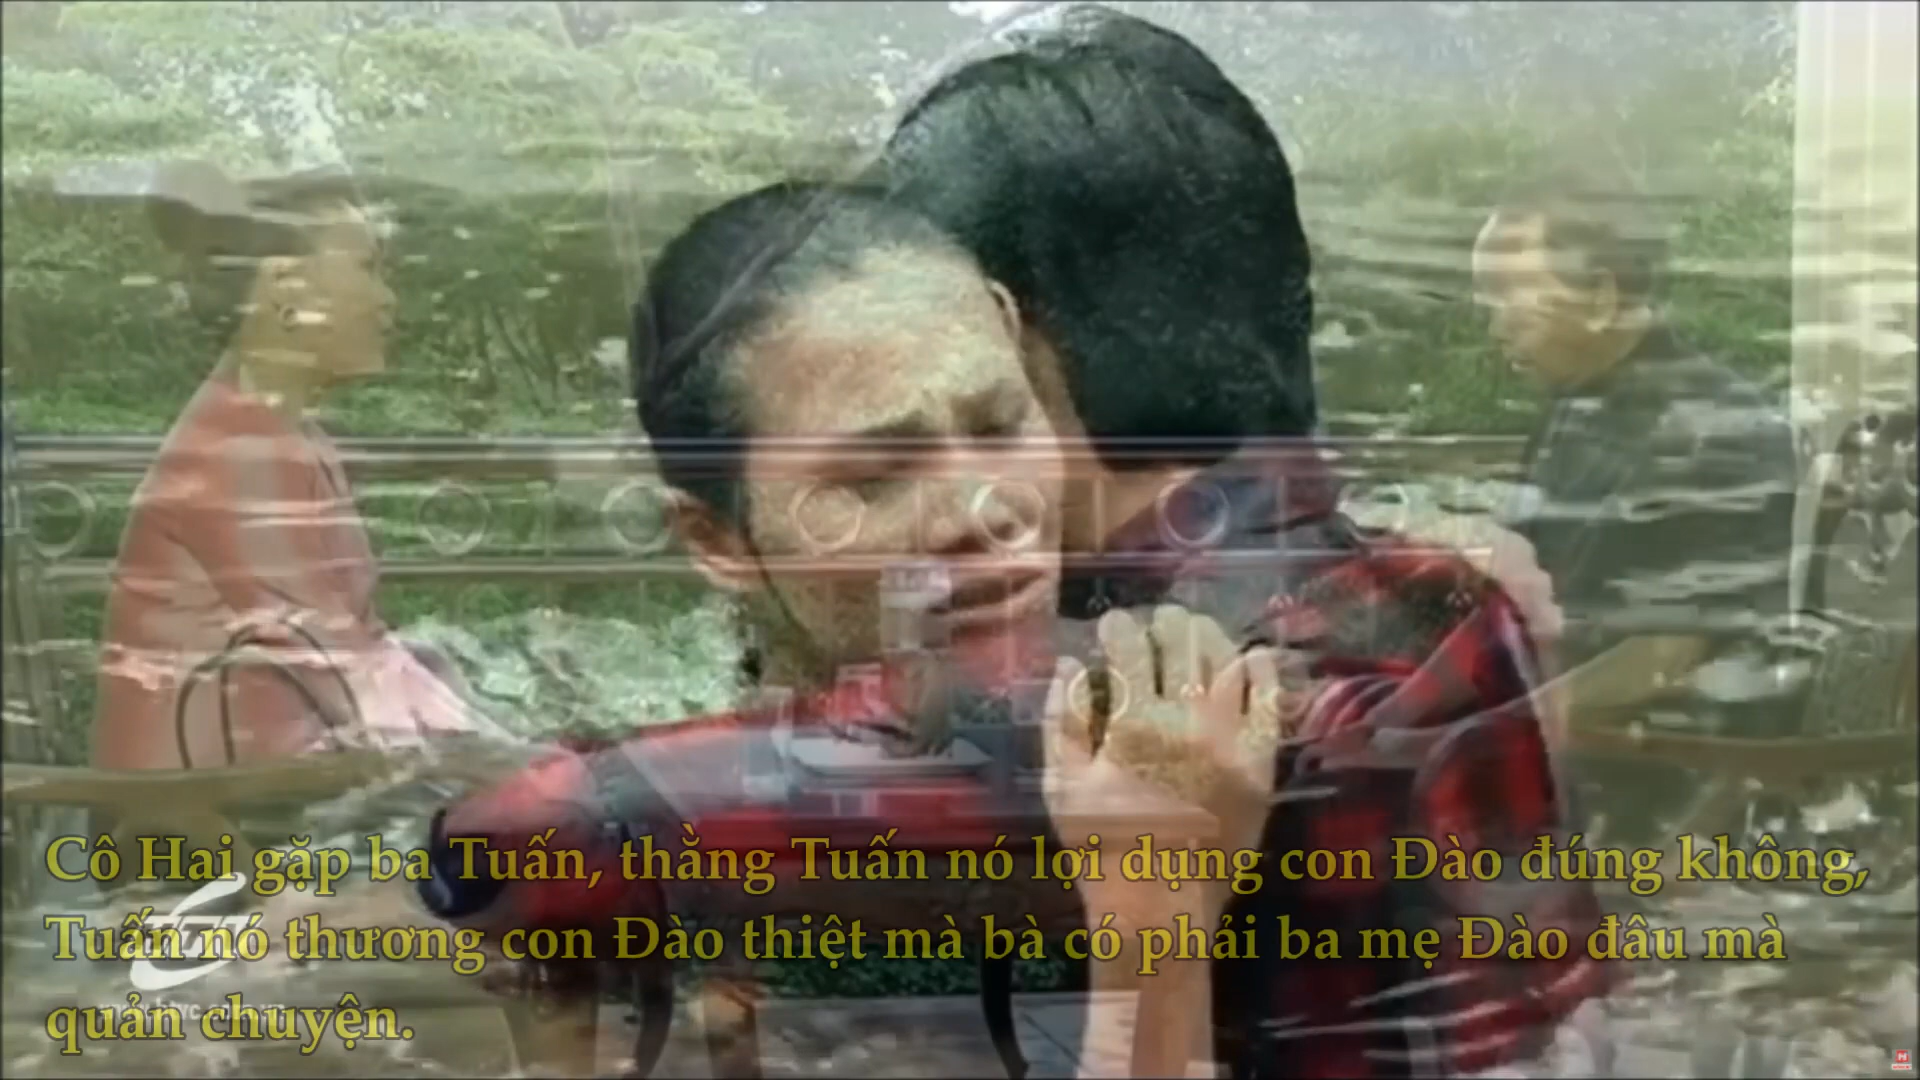 Cô Hai gặp ba Tuấn, thằng Tuấn nó lợi dụng con Đào đúng không,
Tuấn nó thương con Đào thiệt mà bà có phải ba mẹ Đào đâu mà
quản chuyện.